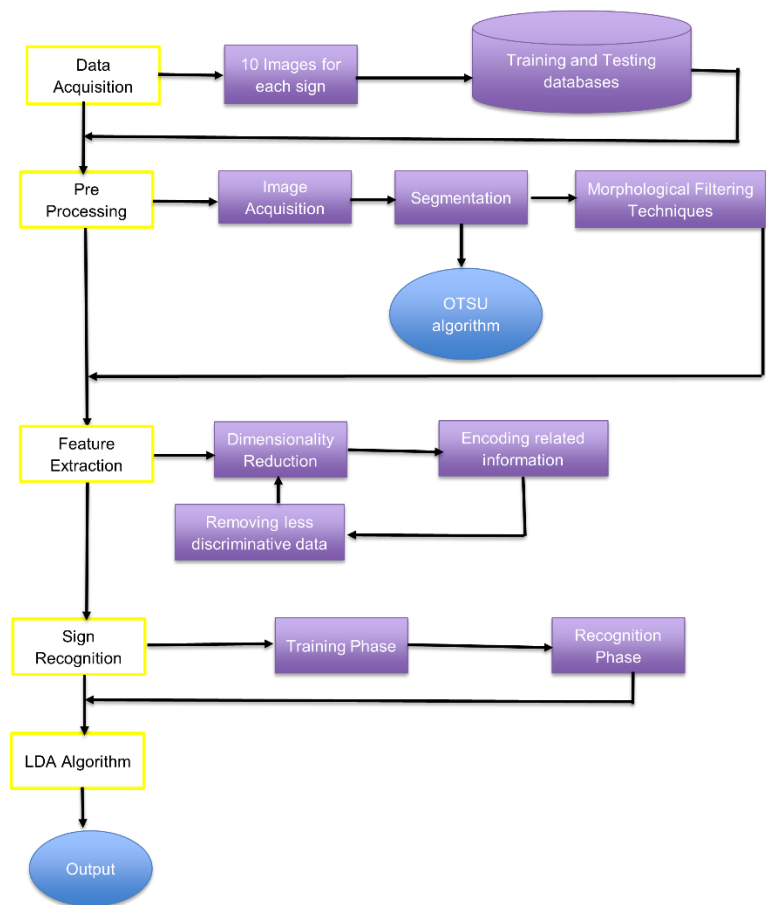 Data
Acquisition
10 Images for
each sign
Training and Testing
databases
Pre
Processing
Image
Acquisition
Segmentation
Morphological Filtering
Techniques
OTSU
algorithm
Feature
Extraction
Dimensionality
Reduction
Encoding related
information
Removing less
discriminative data
Sign
Recognition
Training Phase
Recognition
Phase
LDA Algorithm
Output